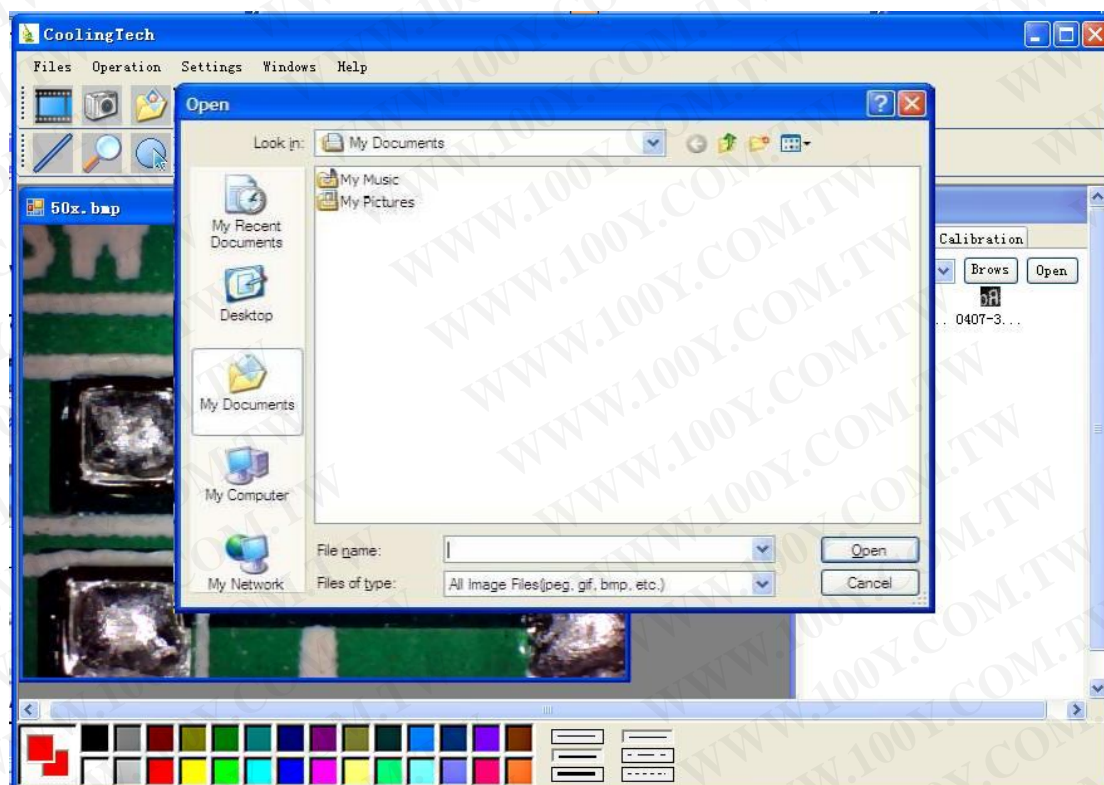 CoolingTech
Files Operation Settings Windows Help
Open
Look in: My Documents
My Music
My Pictures
My Recent
Documents
Desktop
My Documents
My Computer
My Network
File name:
Open
Files of type: All Image Files(jpeg, gif, bmp, etc.)
Cancel
50x.bmp
Calibration
Brows Open
.. 0407-3...
WWW.100Y.COM.TW